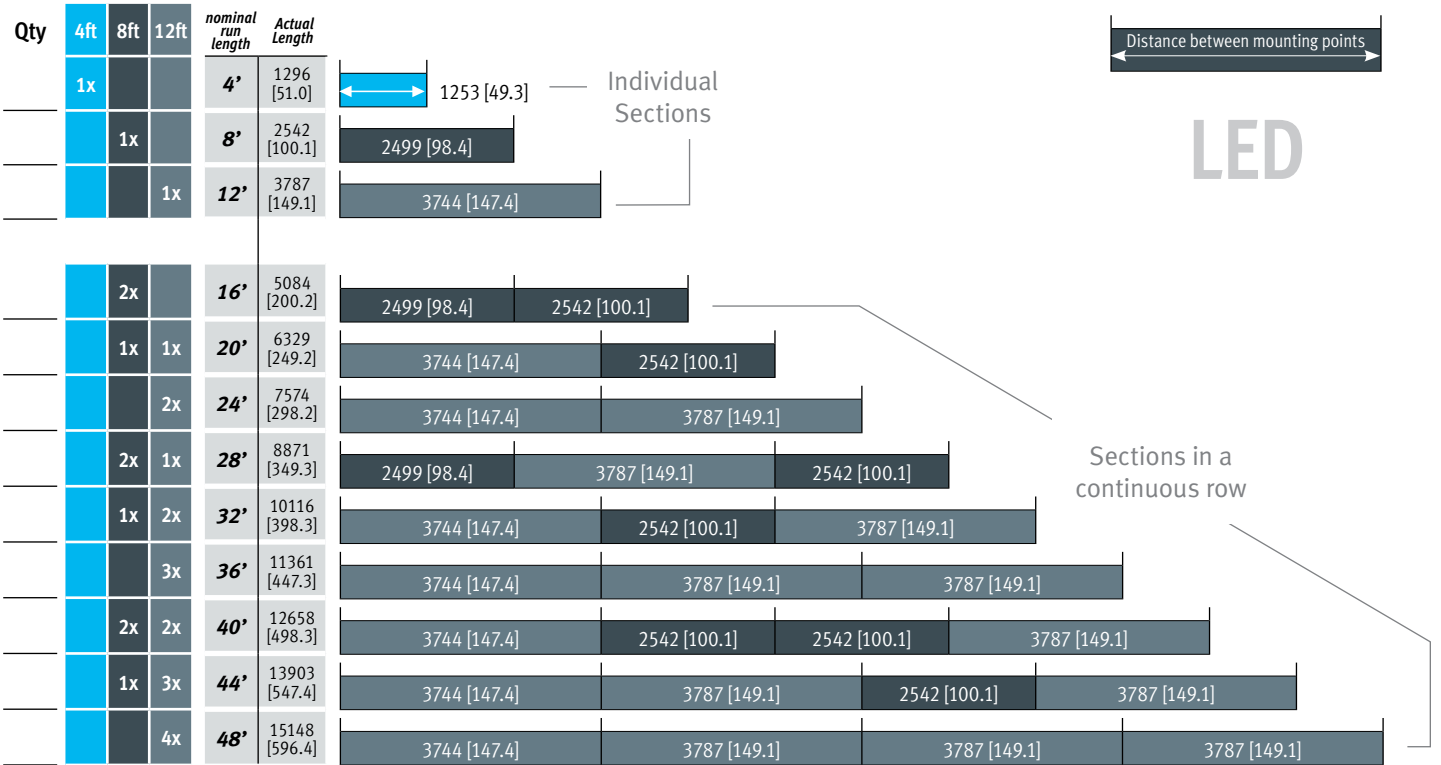 Qty 4ft 8ft 12ft nominal run length Actual Length
Distance between mounting points
LED
1x 4’ 1296 [51.0] 1253 [49.3]
Individual
Sections
1x 8’ 2542 [100.1] 2499 [98.4]
1x 12’ 3787 [149.1] 3744 [147.4]
2x 16’ 5084 [200.2] 2499 [98.4] 2542 [100.1]
1x 1x 20’ 6329 [249.2] 3744 [147.4] 2542 [100.1]
2x 24’ 7574 [298.2] 3744 [147.4] 3787 [149.1]
2x 1x 28’ 8871 [349.3] 2499 [98.4] 3787 [149.1] 2542 [100.1]
Sections in a
continuous row
1x 2x 32’ 10116 [398.3] 3744 [147.4] 2542 [100.1] 3787 [149.1]
3x 36’ 11361 [447.3] 3744 [147.4] 3787 [149.1] 3787 [149.1]
2x 2x 40’ 12658 [498.3] 3744 [147.4] 2542 [100.1] 2542 [100.1] 3787 [149.1]
1x 3x 44’ 13903 [547.4] 3744 [147.4] 3787 [149.1] 2542 [100.1] 3787 [149.1]
4x 48’ 15148 [596.4] 3744 [147.4] 3787 [149.1] 3787 [149.1] 3787 [149.1]